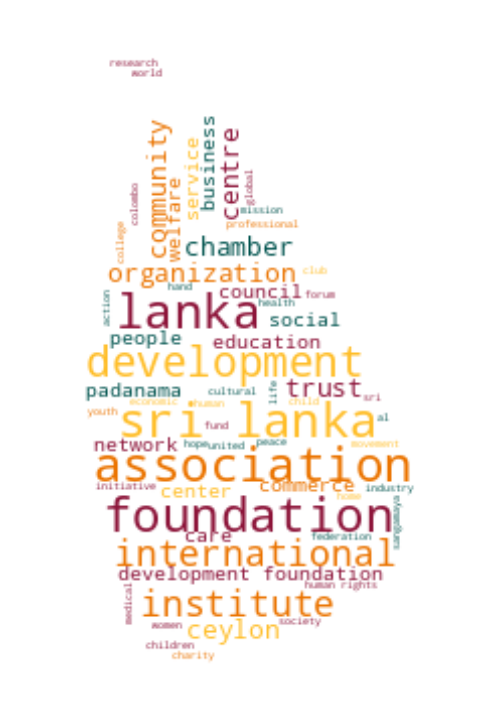 research
world
community
service
business
centre
welfare
colombo
global
mission
professional
college
chamber
organization
club
hand
council
forum
action
lanka
health
social
people
education
development
padanama
cultural
life
trust
sri
economic
human
child
youth
sri lanka
al
fund
network
hope
united
peace
movement
association
initiative
center
commerce
industry
home
foundation
sangamaya
care
federation
international
development foundation
human rights
medical
institute
women
society
ceylon
children
charity